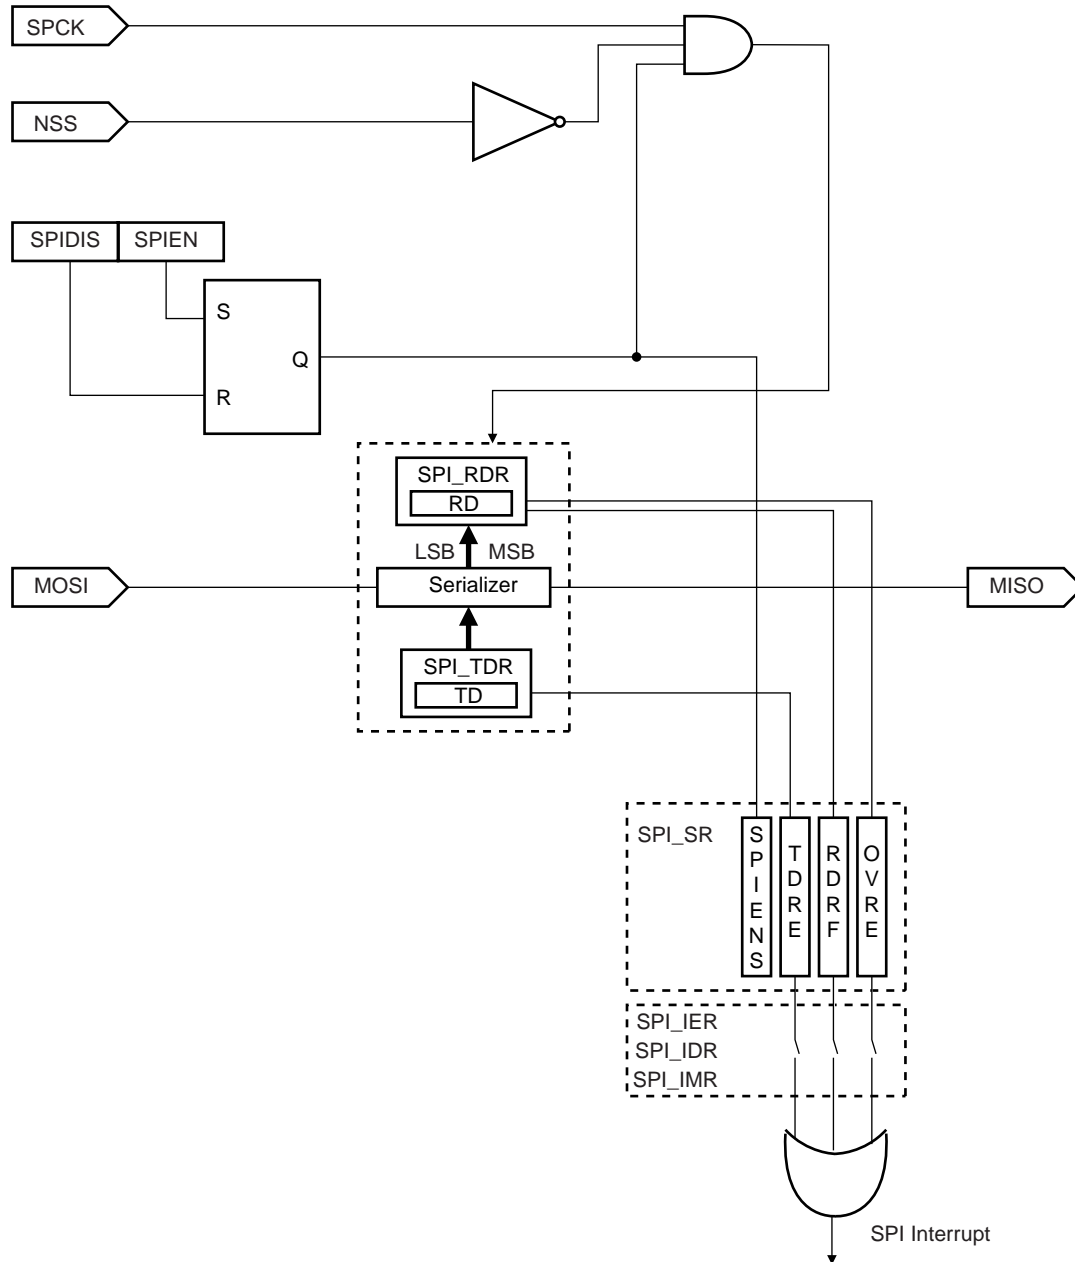 SPCK
NSS
SPIDIS SPIEN
S
Q
R
SPI_RDR
RD
LSB MSB
MOSI
Serializer
MISO
SPI_TDR
TD
SPI_SR
SPIENS
TDRE
RDRF
OVRE
SPI_IER
SPI_IDR
SPI_IMR
SPI Interrupt